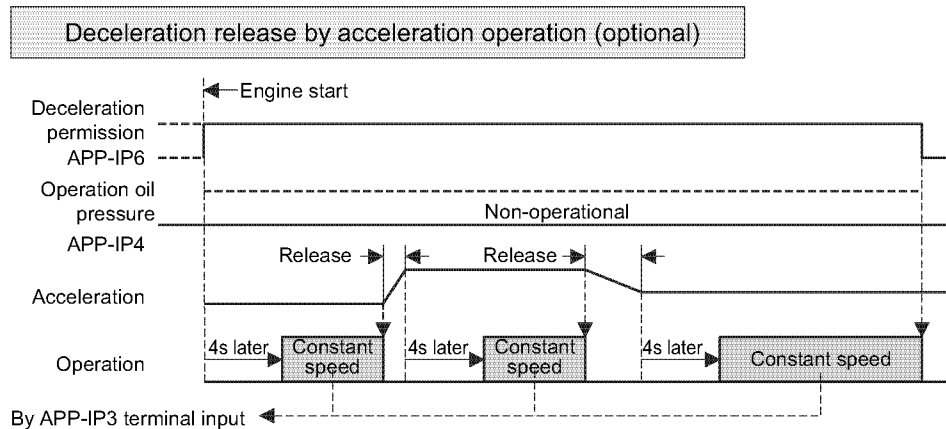 Deceleration release by acceleration operation (optional)
Engine start
Deceleration
permission
APP-IP6
Operation oil
pressure
Non-operational
APP-IP4
Release
Release
Acceleration
4s later
Constant
speed
4s later
Constant
speed
4s later
Constant speed
Operation
By APP-IP3 terminal input